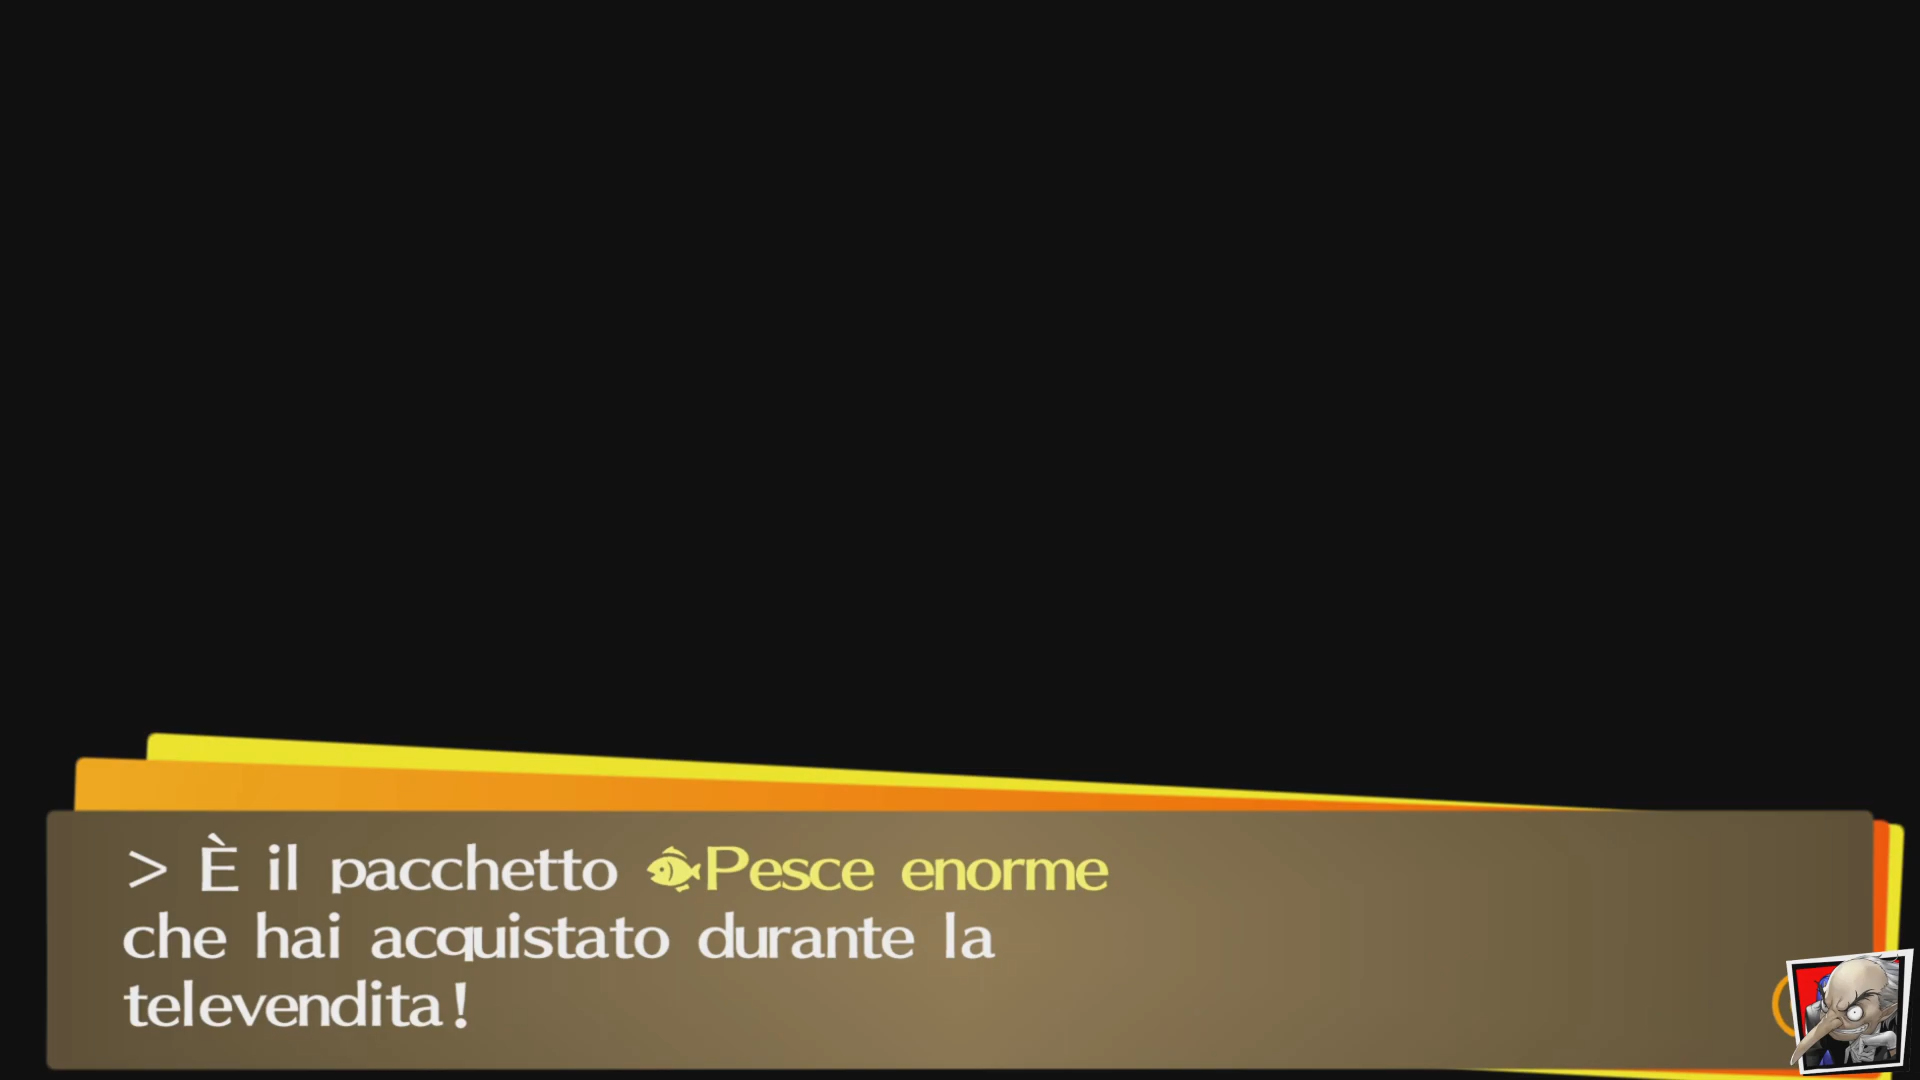 > È il pacchetto Pesce enorme
che hai acquistato durante la
televendita!